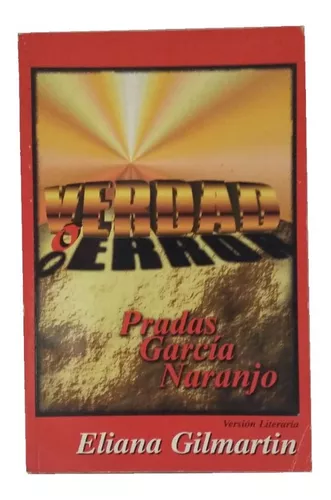 VERDAD
O ERROR
Pradas
García
Naranjo
Versión Literaria
Eliana Gilmartin